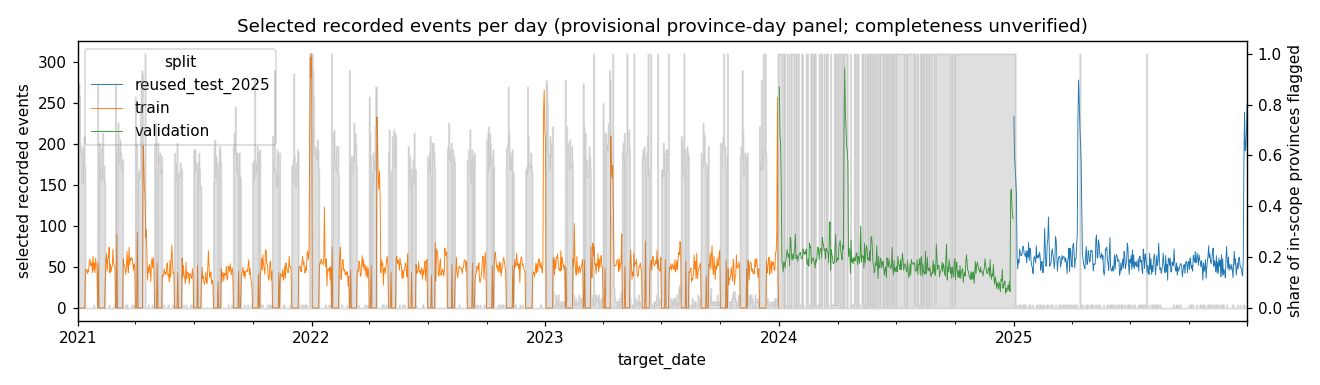 Selected recorded events per day (provisional province-day panel; completeness unverified)
split
reused_test_2025
train
validation
selected recorded events
300
250
200
150
100
50
0
share of in-scope provinces flagged
1.0
0.8
0.6
0.4
0.2
0.0
2021
2022
2023
2024
2025
target_date